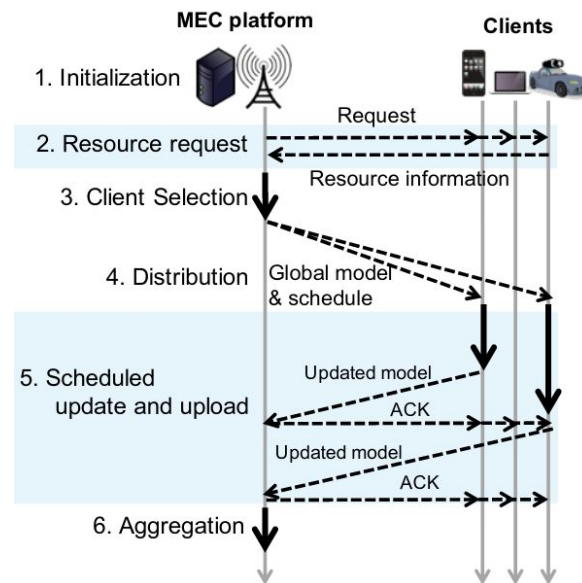 MEC platform
Clients
1. Initialization
Request
2. Resource request
Resource information
3. Client Selection
4. Distribution
Global model
& schedule
5. Scheduled
update and upload
Updated model
ACK
Updated model
ACK
6. Aggregation